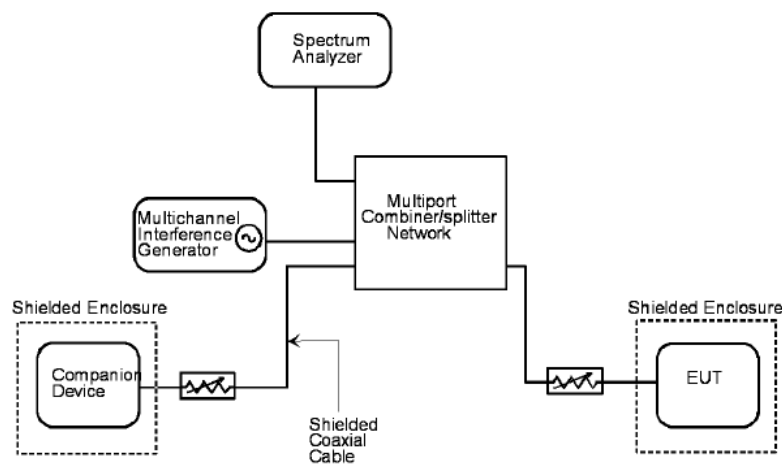 Spectrum
Analyzer
Multiport
Combiner/splitter
Network
Multichannel
Interference
Generator
Shielded Enclosure
Shielded Enclosure
Companion
Device
EUT
Shielded
Coaxial
Cable